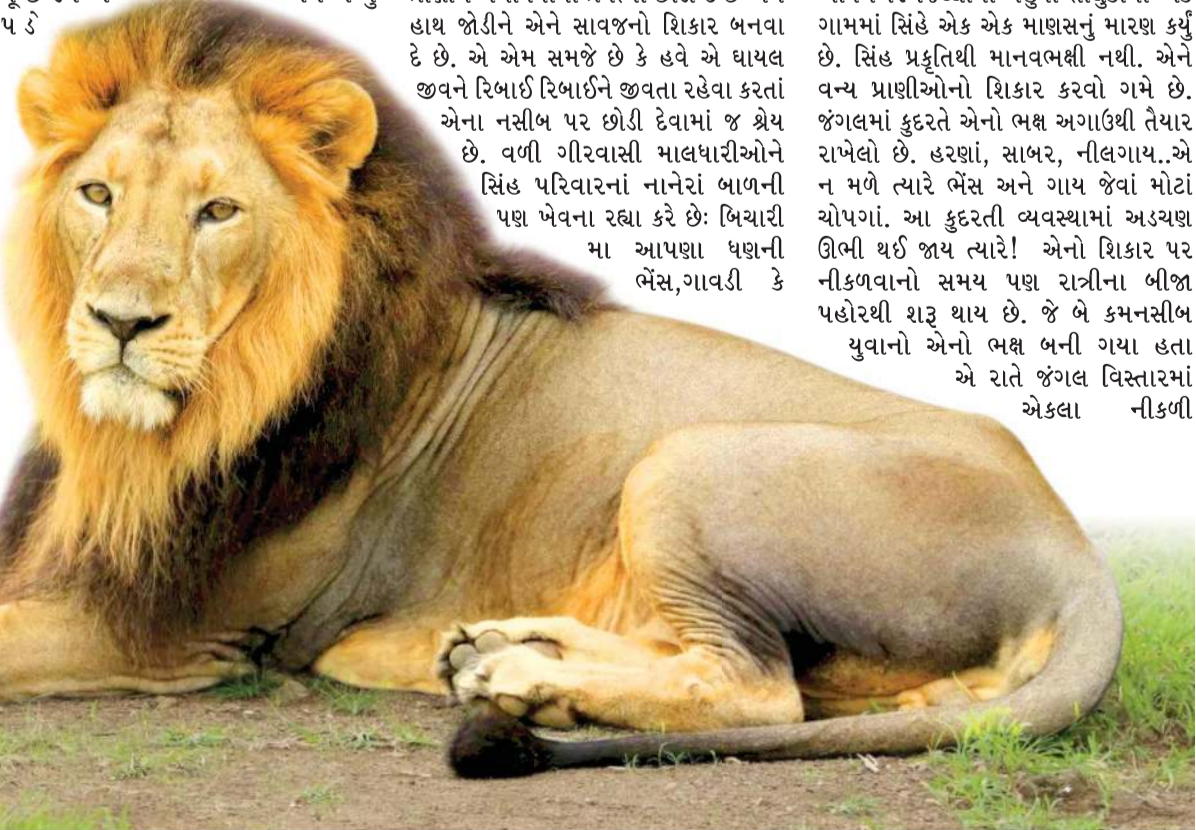 પડે
હાથ જોડીને એને સાવજનો શિકાર બનવા
દે છે. એ એમ સમજે છે કે હવે એ ઘાયલ
જીવને રિબાઈ રિબાઈને જીવતા રહેવા કરતાં
એના નસીબ પર છોડી દેવામાં જ શ્રેય
છે. વળી ગીરવાસી માલધારીઓને
સિંહ પરિવારનાં નાનેરાં બાળની
પણ ખેવના રહ્યા કરે છેઃ બિચારી
મા આપણા ધણની
ભેંસ,ગાવડી કે
ગામમાં સિંહે એક એક માણસનું મારણ કર્યું
છે. સિંહ પ્રકૃતિથી માનવભક્ષી નથી. એને
વન્ય પ્રાણીઓનો શિકાર કરવો ગમે છે.
જંગલમાં કુદરતે એનો ભક્ષ અગાઉથી તૈયાર
રાખેલો છે. હરણાં, સાબર, નીલગાય..એ
ન મળે ત્યારે ભેંસ અને ગાય જેવાં મોટાં
ચોપગાં. આ કુદરતી વ્યવસ્થામાં અડચણ
ઊભી થઈ જાય ત્યારે! એનો શિકાર પર
નીકળવાનો સમય પણ રાત્રીના બીજા
પહોરથી શરૂ થાય છે. જે બે કમનસીબ
યુવાનો એનો ભક્ષ બની ગયા હતા
એ રાતે જંગલ વિસ્તારમાં
એકલા નીકળી